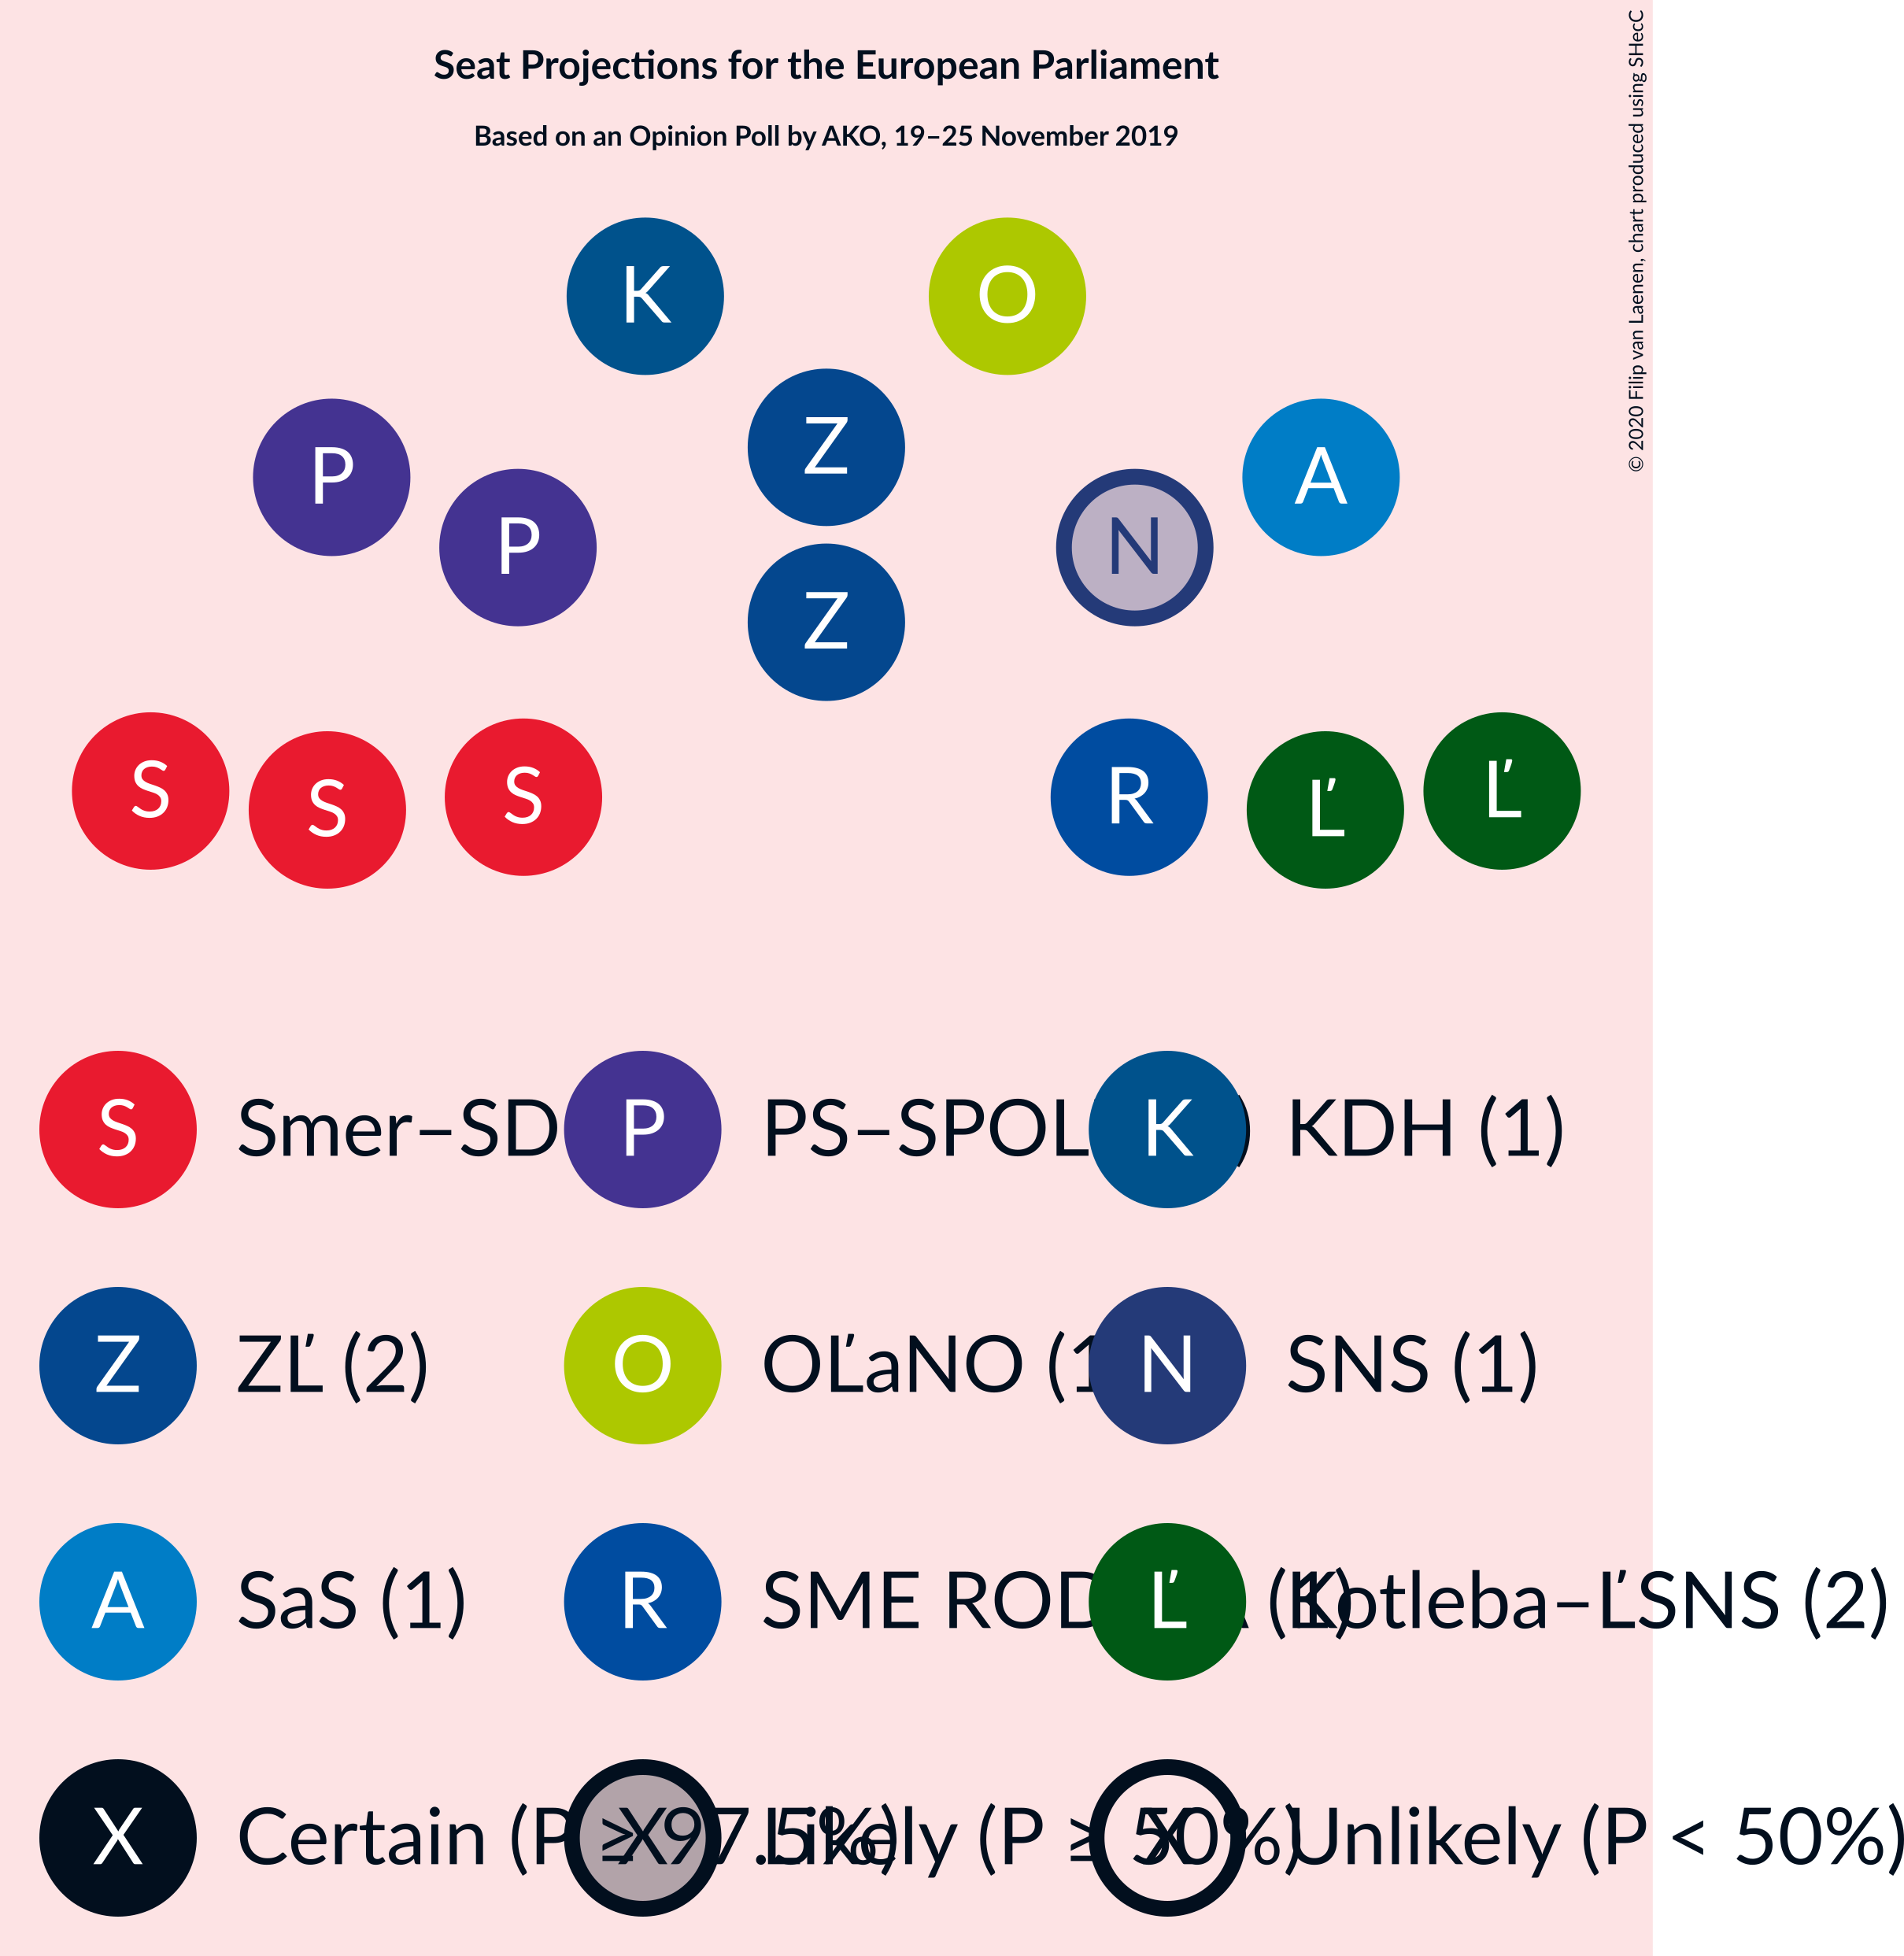 Seat Projections for the European Parliament
Based on an Opinion Poll by AKO, 19–25 November 2019
© 2020 Filip van Laenen, chart produced using SHecC
K O
Z
P A
P N
Z
S S S R Ľ Ľ
S Smer–SD P PS–SPOL K KDH (1)
Z ZĽ (2) O OĽaNO (1 N SNS (1)
A SaS (1) R SME Ľ Kotleba–ĽSNS (2)
X Certain (P ≥ 97.5%) X Likely (P ≥ 50%) X Unlikely (P < 50%)